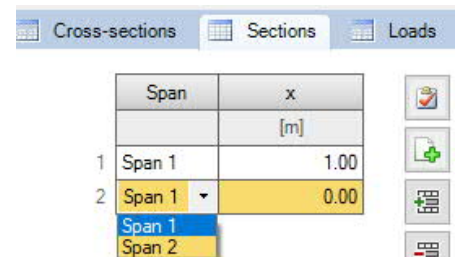 Cross-sections Sections Loads
Span x
[m]
1 Span 1 1.00
2 Span 1 0.00
Span 1
Span 2